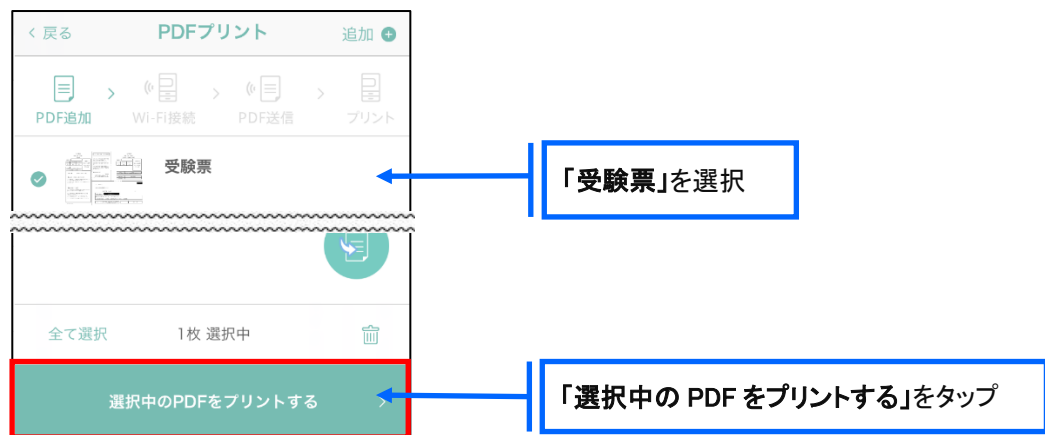 < 戻る PDFプリント 追加
PDF追加 > Wi-Fi接続 > PDF送信 > プリント
受験票
「受験票」を選択
全て選択 1枚 選択中
選択中のPDFをプリントする >
「選択中の PDF をプリントする」をタップ